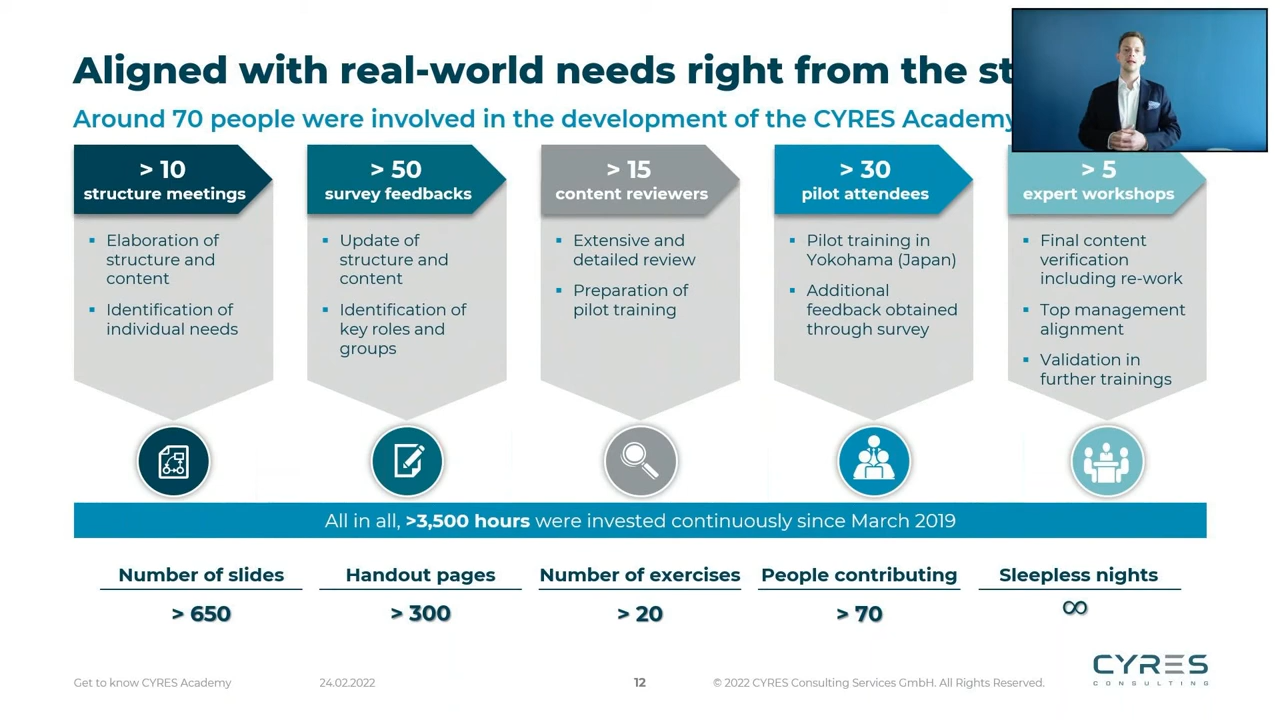 Aligned with real-world needs right from the st
Around 70 people were involved in the development of the CYRES Academy
> 10
structure meetings
▪ Elaboration of
structure and
content
▪ Identification of
individual needs
> 50
survey feedbacks
▪ Update of
structure and
content
▪ Identification of
key roles and
groups
> 15
content reviewers
▪ Extensive and
detailed review
▪ Preparation of
pilot training
> 30
pilot attendees
▪ Pilot training in
Yokohama (Japan)
▪ Additional
feedback obtained
through survey
> 5
expert workshops
▪ Final content
verification
including re-work
▪ Top management
alignment
▪ Validation in
further trainings
All in all, >3,500 hours were invested continuously since March 2019
Number of slides
> 650
Handout pages
> 300
Number of exercises
> 20
People contributing
> 70
Sleepless nights
∞
CYRES
CONSULTING
Get to know CYRES Academy
24.02.2022
12
© 2022 CYRES Consulting Services GmbH. All Rights Reserved.